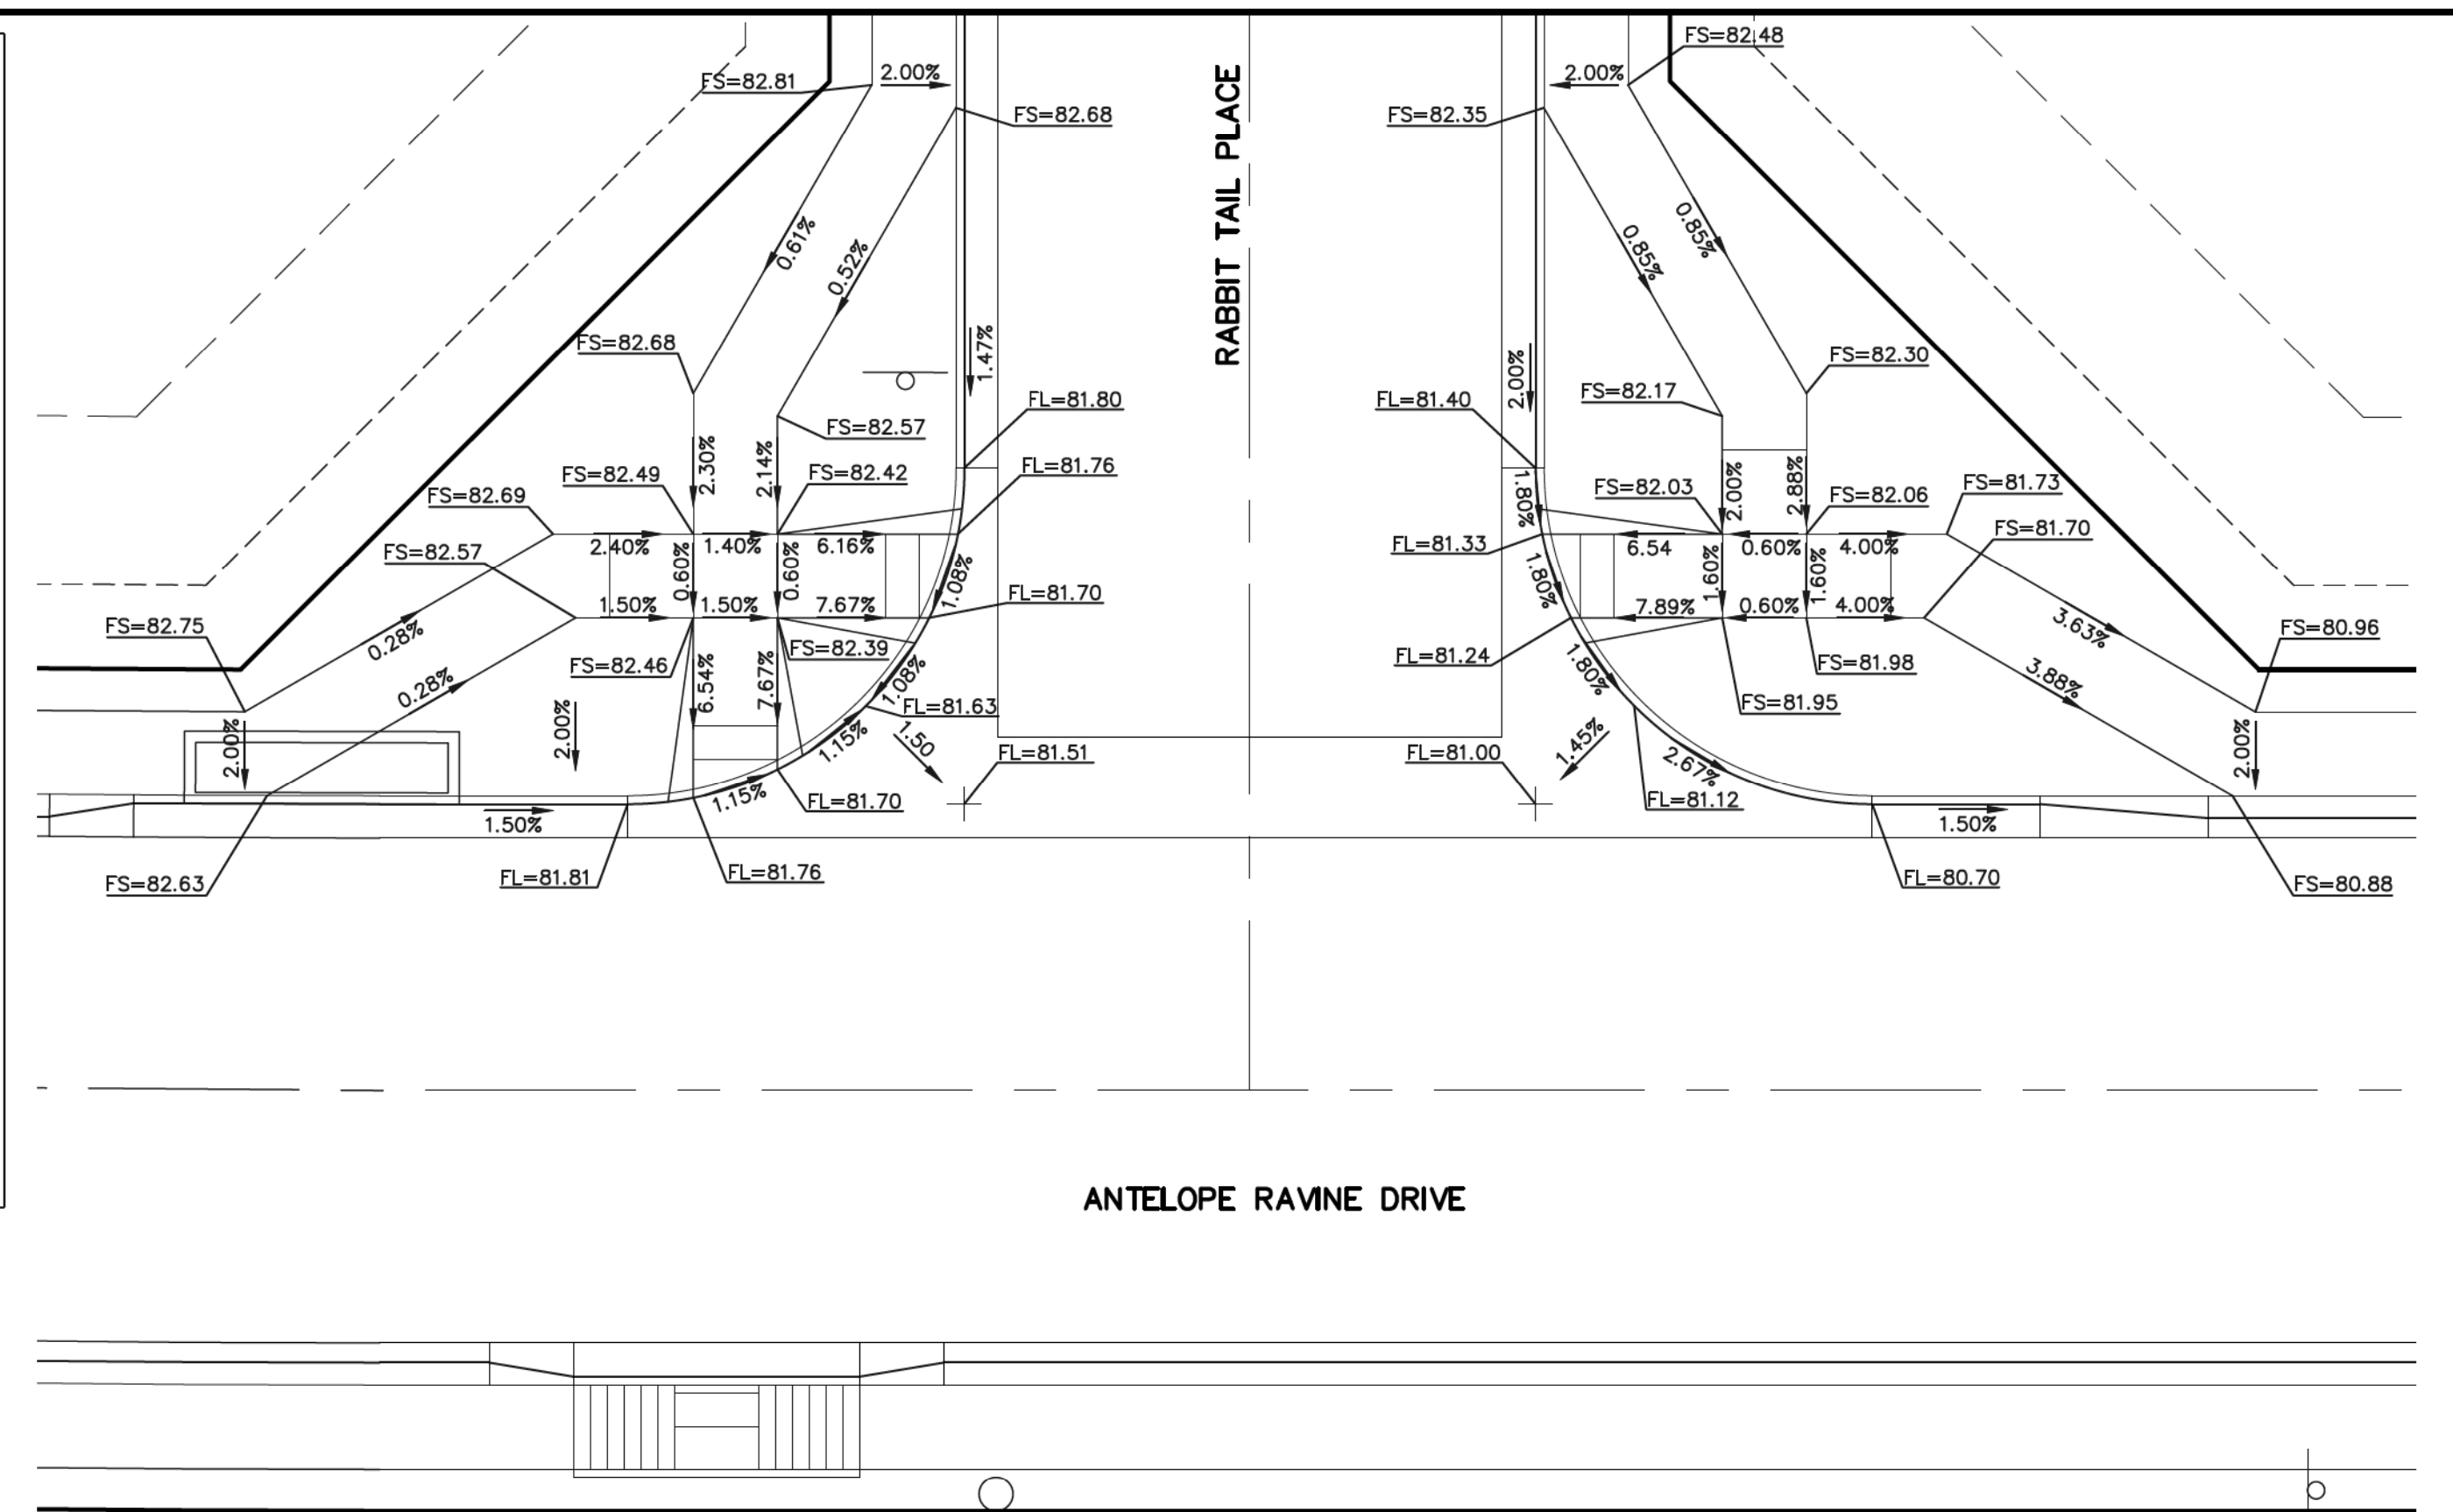 FS=82.48
2.00%
2.00%
FS=82.81
FS=82.68
FS=82.35
RABBIT TAIL PLACE
0.61%
0.52%
0.85%
0.85%
FS=82.68
1.47%
2.00%
FS=82.30
FL=81.80
FL=81.40
FS=82.17
FS=82.57
2.30%
2.14%
FS=82.49
FS=82.42
FL=81.76
FS=82.69
1.80%
FS=82.03
2.00%
2.88%
FS=82.06
FS=81.73
FS=81.70
2.40%
1.40%
6.16%
FL=81.33
6.54
0.60%
4.00%
FS=82.57
0.60%
0.60%
1.08%
1.80%
1.60%
1.60%
FL=81.70
1.50%
1.50%
7.67%
7.89%
0.60%
4.00%
FS=82.75
0.28%
3.63%
FS=80.96
FS=82.39
FL=81.24
FS=82.46
FS=81.98
0.28%
6.54%
7.67%
1.08%
1.80%
3.88%
FL=81.63
FS=81.95
2.00%
2.00%
1.15%
1.50
1.45%
2.00%
FL=81.51
FL=81.00
2.67%
1.15%
FL=81.70
FL=81.12
1.50%
1.50%
FS=82.63
FL=81.81
FL=81.76
FL=80.70
FS=80.88
ANTELOPE RAVINE DRIVE